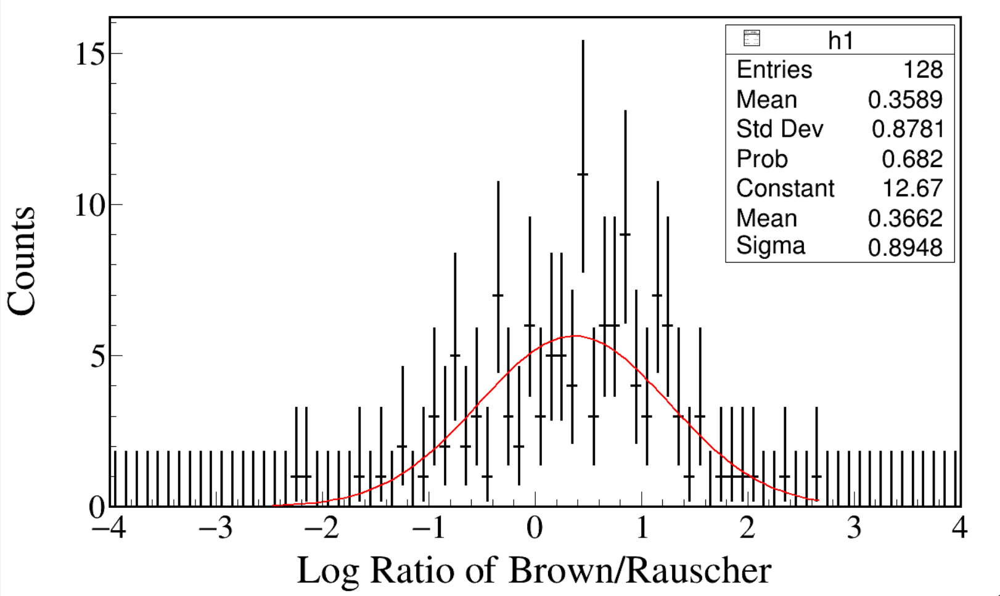 h1
Entries 128
Mean 0.3589
Std Dev 0.8781
Prob 0.682
Constant 12.67
Mean 0.3662
Sigma 0.8948
15
10
5
0
Counts
−4 −3 −2 −1 0 1 2 3 4
Log Ratio of Brown/Rauscher